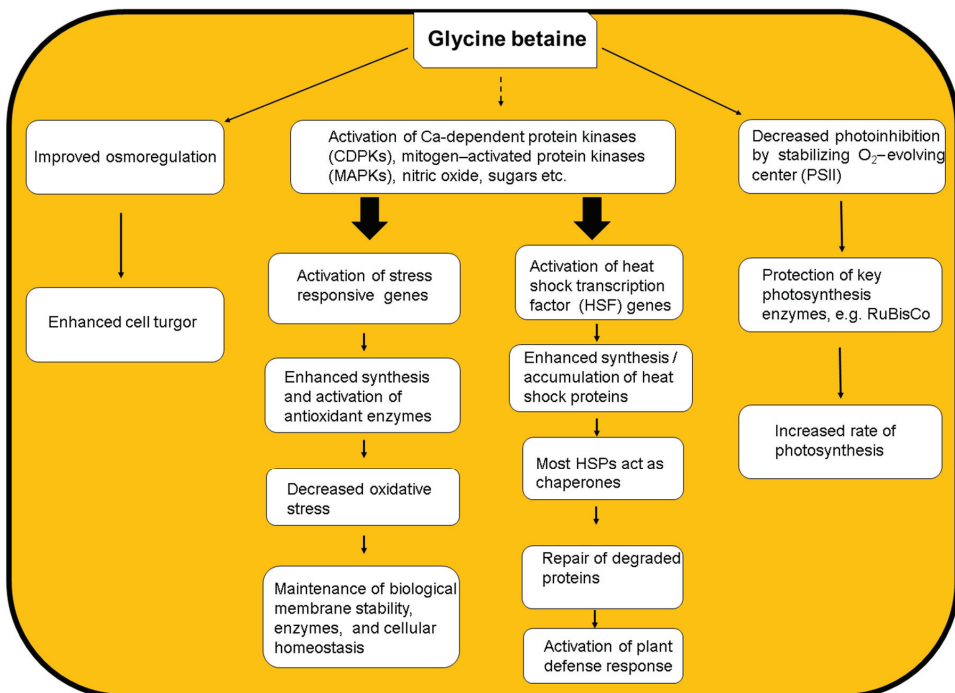 Glycine betaine
Improved osmoregulation
Enhanced cell turgor
Activation of Ca-dependent protein kinases
(CDPKs), mitogen–activated protein kinases
(MAPKs), nitric oxide, sugars etc.
Activation of stress
responsive genes
Enhanced synthesis
and activation of
antioxidant enzymes
Decreased oxidative
stress
Maintenance of biological
membrane stability,
enzymes, and cellular
homeostasis
Activation of heat
shock transcription
factor (HSF) genes
Enhanced synthesis /
accumulation of heat
shock proteins
Most HSPs act as
chaperones
Repair of degraded
proteins
Activation of plant
defense response
Decreased photoinhibition
by stabilizing O₂–evolving
center (PSII)
Protection of key
photosynthesis
enzymes, e.g. RuBisCo
Increased rate of
photosynthesis